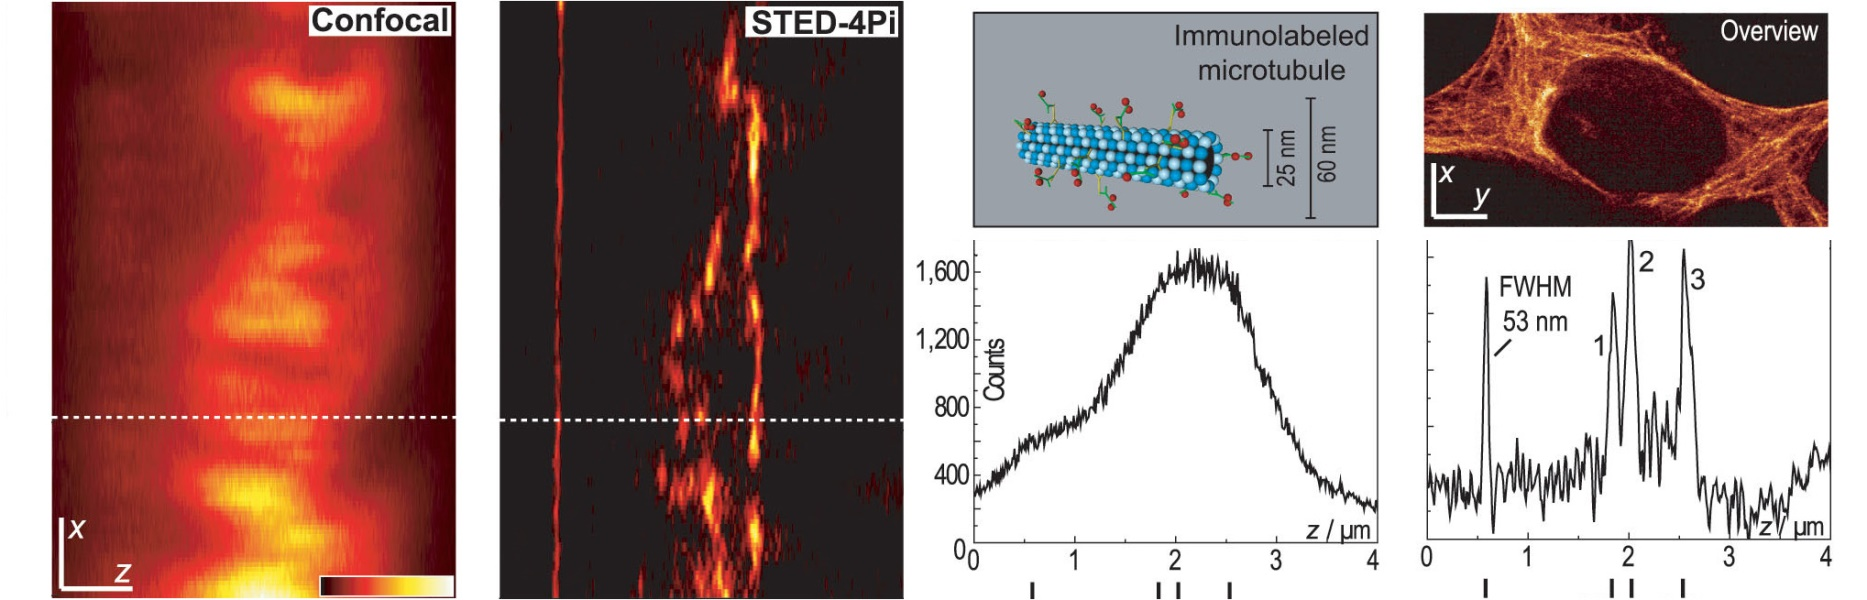 Confocal
x
z
STED-4Pi
Immunolabeled
microtubule
25 nm
60 nm
Overview
x
y
1,600
1,200
800
400
0
Counts
z / µm
0
1
2
3
4
FWHM
53 nm
1
2
3
z / µm
0
1
2
3
4